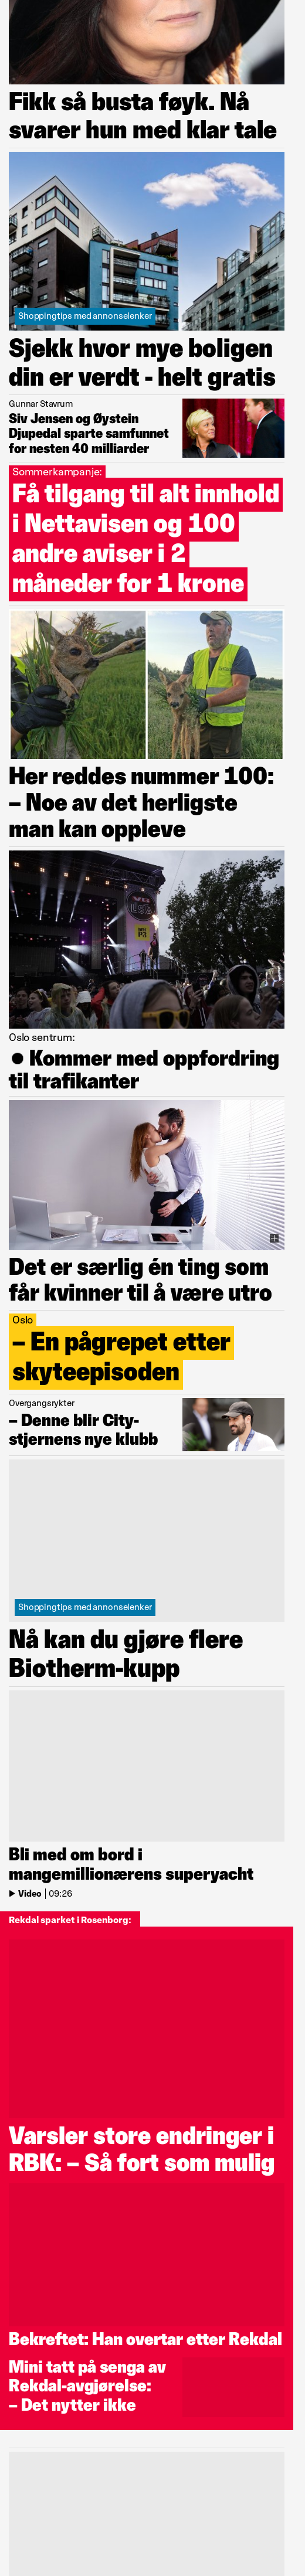 Fikk så busta føyk. Nå
svarer hun med klar tale
Shoppingtips med annonselenker
Sjekk hvor mye boligen
din er verdt - helt gratis
Gunnar Stavrum
Siv Jensen og Øystein
Djupedal sparte samfunnet
for nesten 40 milliarder
Sommerkampanje:
Få tilgang til alt innhold
i Nettavisen og 100
andre aviser i 2
måneder for 1 krone
Her reddes nummer 100:
– Noe av det herligste
man kan oppleve
Oslo sentrum:
● Kommer med oppfordring
til trafikanter
Det er særlig én ting som
får kvinner til å være utro
Oslo
– En pågrepet etter
skyteepisoden
Overgangsrykter
– Denne blir City-
stjernens nye klubb
Shoppingtips med annonselenker
Nå kan du gjøre flere
Biotherm-kupp
Bli med om bord i
mangemillionærens superyacht
Video | 09:26
Rekdal sparket i Rosenborg:
Varsler store endringer i
RBK: – Så fort som mulig
Bekreftet: Han overtar etter Rekdal
Mini tatt på senga av
Rekdal-avgjørelse:
– Det nytter ikke